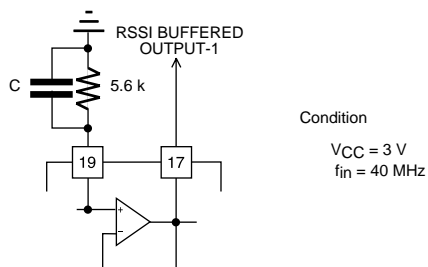 RSSI BUFFERED
OUTPUT-1
C
5.6 k
Condition
19
17
VCC = 3 V
fin = 40 MHz
+
−